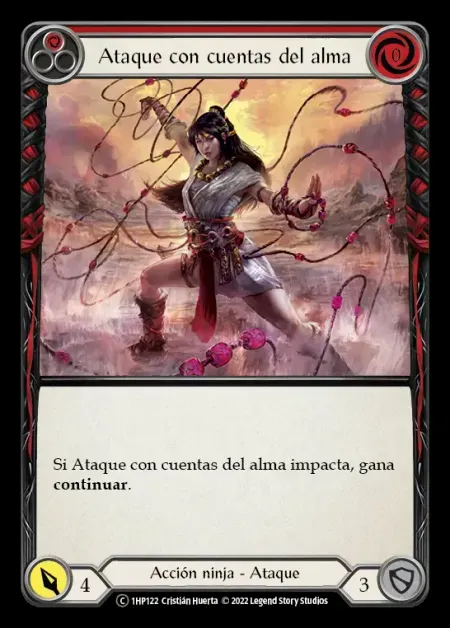 Ataque con cuentas del alma
0
Si Ataque con cuentas del alma impacta, gana
continuar.
4
Acción ninja - Ataque
3
C 1HP122 Cristián Huerta © 2022 Legend Story Studios